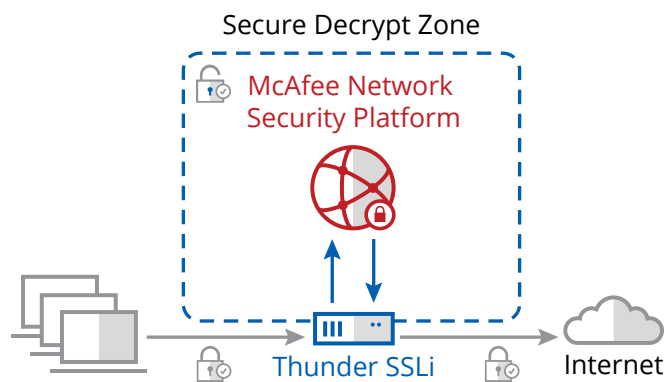 Secure Decrypt Zone
McAfee Network
Security Platform
Thunder SSLi
Internet